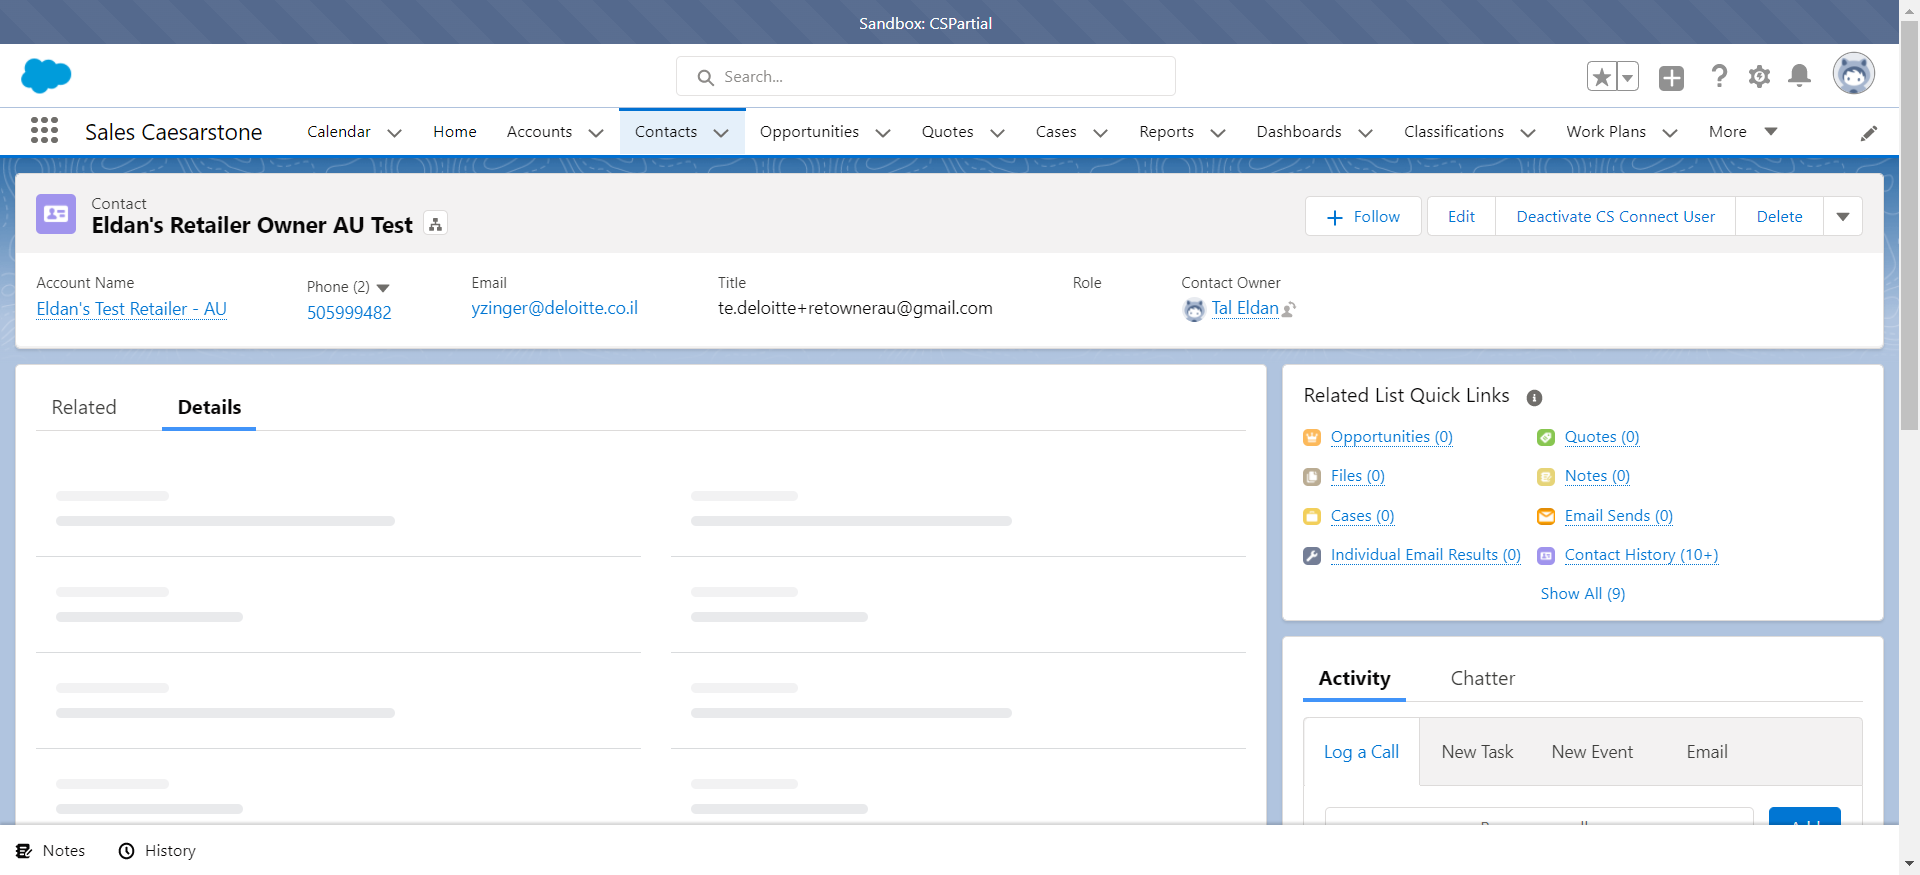 Sandbox: CSPartial
Search...
Sales Caesarstone
Calendar
Home
Accounts
Contacts
Opportunities
Quotes
Cases
Reports
Dashboards
Classifications
Work Plans
More
Contact
Eldan's Retailer Owner AU Test
Follow
Edit
Deactivate CS Connect User
Delete
Account Name
Eldan's Test Retailer - AU
Phone (2)
505999482
Email
yzinger@deloitte.co.il
Title
te.deloitte+retownerau@gmail.com
Role
Contact Owner
Tal Eldan
Related
Details
Related List Quick Links
Opportunities (0)
Quotes (0)
Files (0)
Notes (0)
Cases (0)
Email Sends (0)
Individual Email Results (0)
Contact History (10+)
Show All (9)
Activity
Chatter
Log a Call
New Task
New Event
Email
Add
Notes
History